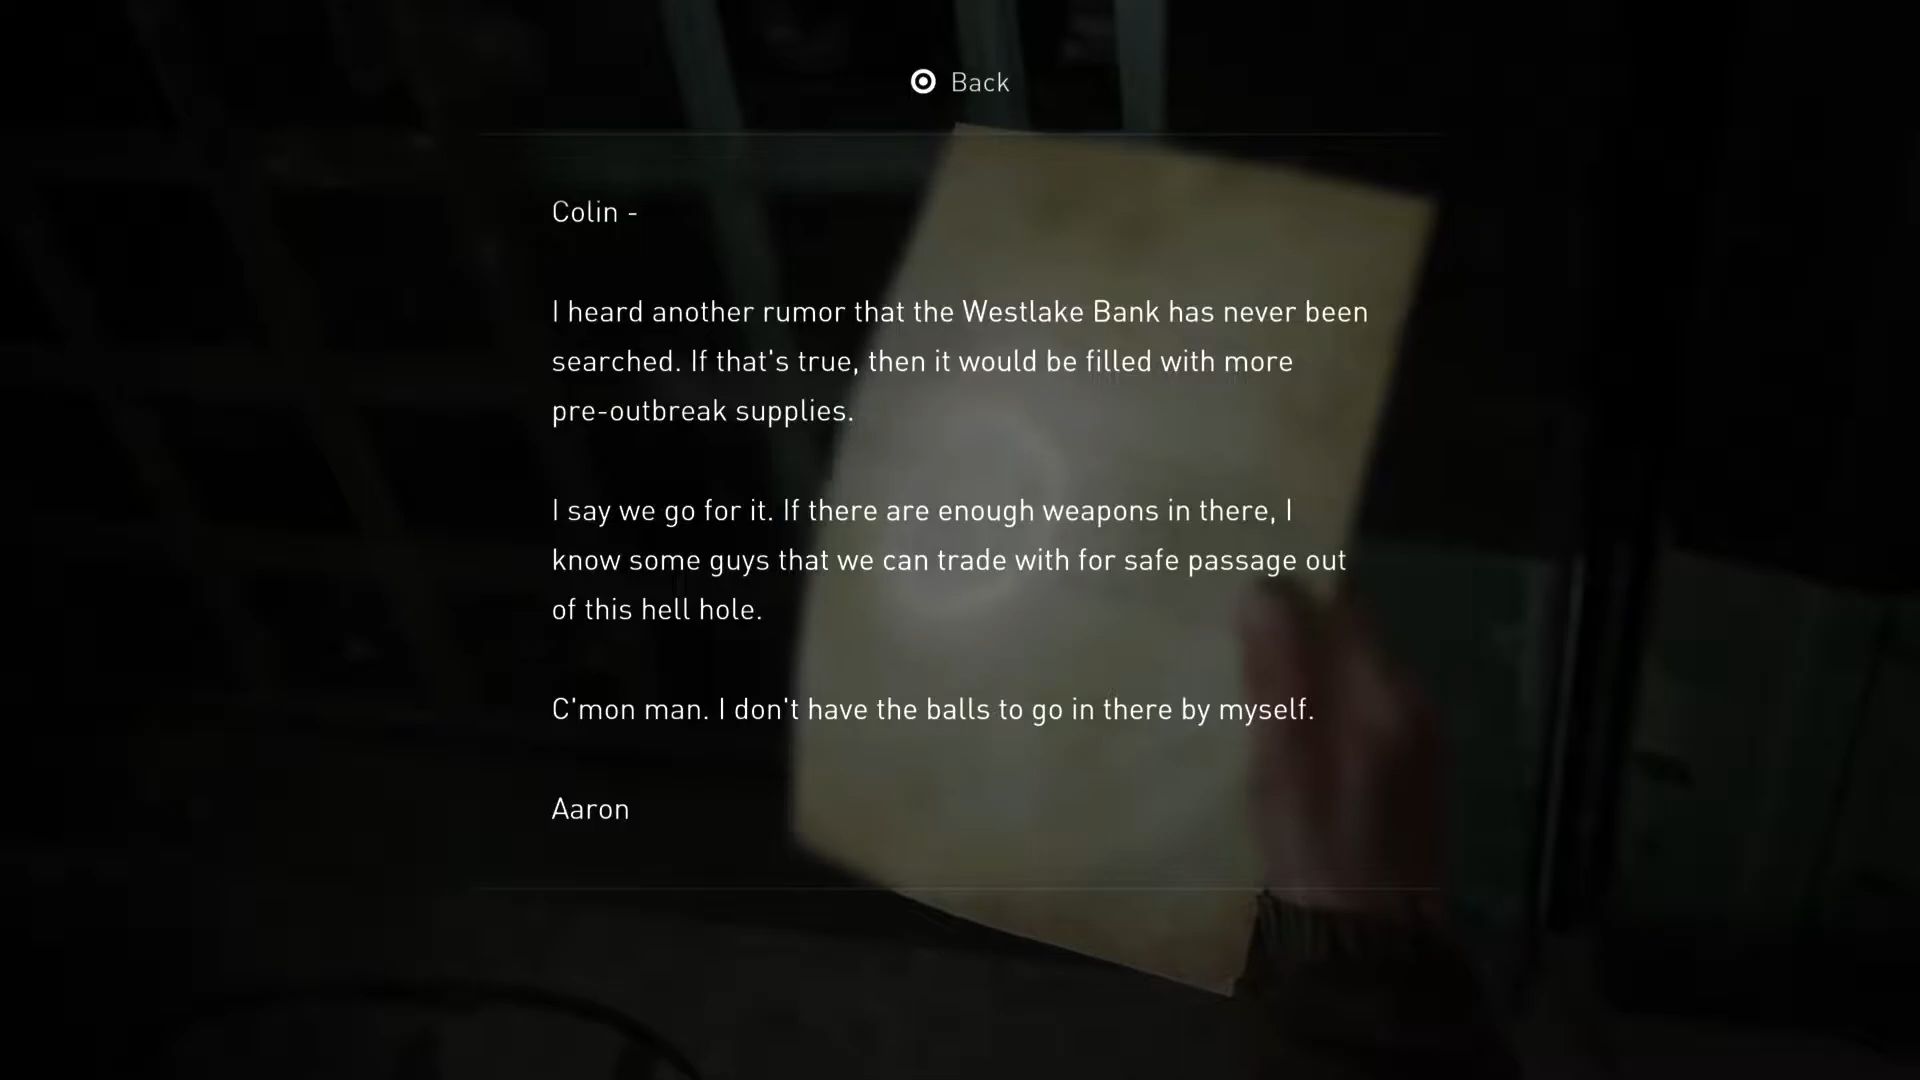 Back
Colin -
I heard another rumor that the Westlake Bank has never been
searched. If that's true, then it would be filled with more
pre-outbreak supplies.
I say we go for it. If there are enough weapons in there, I
know some guys that we can trade with for safe passage out
of this hell hole.
C'mon man. I don't have the balls to go in there by myself.
Aaron